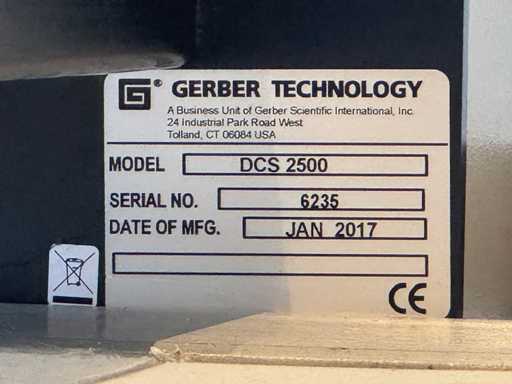 G® GERBER TECHNOLOGY
A Business Unit of Gerber Scientific International, Inc.
24 Industrial Park Road West
Tolland, CT 06084 USA
MODEL DCS 2500
SERIAL NO. 6235
DATE OF MFG. JAN 2017
CE